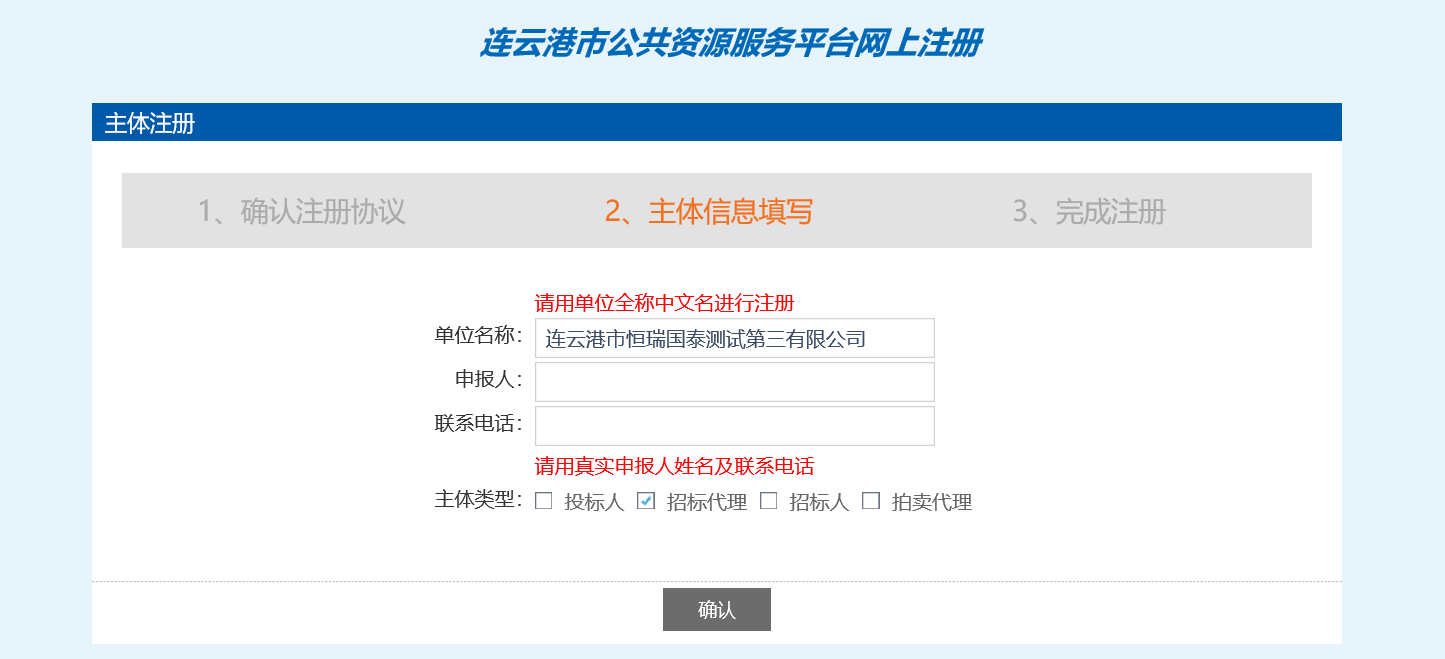 连云港市公共资源服务平台网上注册
主体注册
1、确认注册协议 2、主体信息填写 3、完成注册
请用单位全称中文名进行注册
单位名称： 连云港市恒瑞国泰测试第三有限公司
申报人：
联系电话：
请用真实申报人姓名及联系电话
主体类型： 投标人 招标代理 招标人 拍卖代理
确认